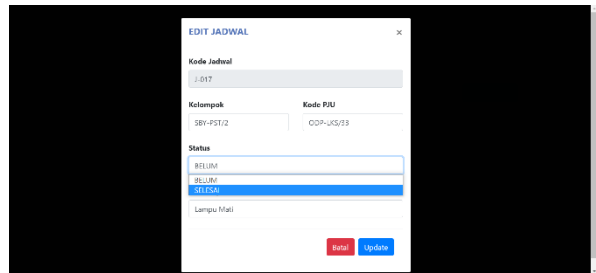 EDIT JADWAL ×
Kode Jadwal
J-017
Kelompok Kode PJU
SBY-PST/2 ODP-LKS/33
Status
BELUM
BELUM
SELESAI
Lampu Mati
Batal Update